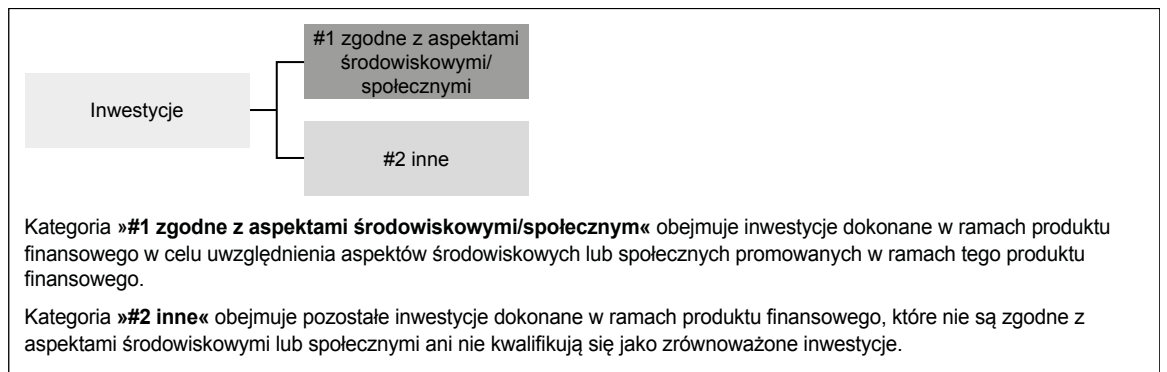 #1 zgodne z aspektami
środowiskowymi/
społecznymi
Inwestycje
#2 inne
Kategoria »#1 zgodne z aspektami środowiskowymi/społecznym« obejmuje inwestycje dokonane w ramach produktu
finansowego w celu uwzględnienia aspektów środowiskowych lub społecznych promowanych w ramach tego produktu
finansowego.
Kategoria »#2 inne« obejmuje pozostałe inwestycje dokonane w ramach produktu finansowego, które nie są zgodne z
aspektami środowiskowymi lub społecznymi ani nie kwalifikują się jako zrównoważone inwestycje.